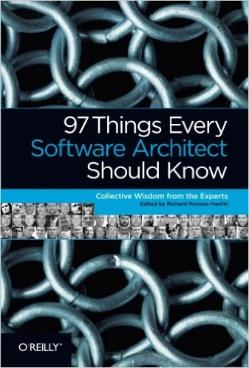 97 Things Every
Software Architect
Should Know
Collective Wisdom from the Experts
Edited by Richard Monson-Haefel
O'REILLY®